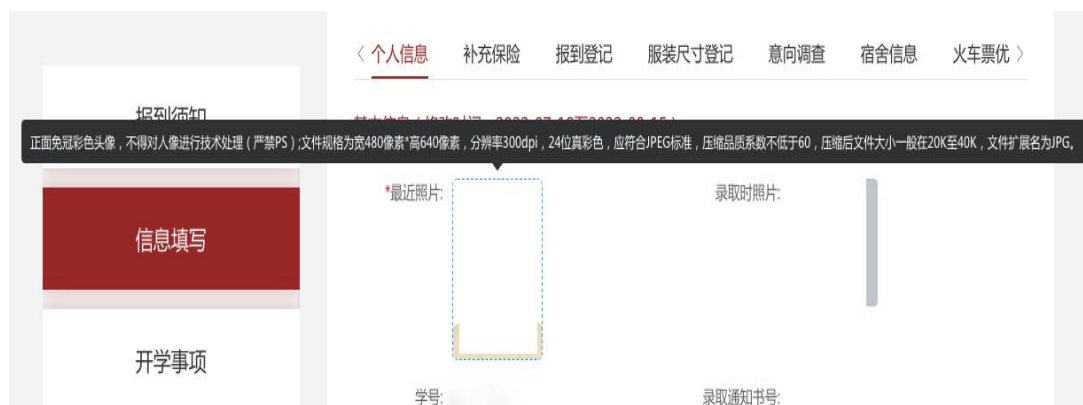 个人信息 补充保险 报到登记 服装尺寸登记 意向调查 宿舍信息 火车票优
报到须知
正面免冠彩色头像，不得对人像进行技术处理（严禁PS）;文件规格为宽480像素*高640像素，分辨率300dpi，24位真彩色，应符合JPEG标准，压缩品质系数不低于60，压缩后文件大小一般在20K至40K，文件扩展名为JPG。
*最近照片:
录取时照片:
信息填写
开学事项
学号:
录取通知书号: